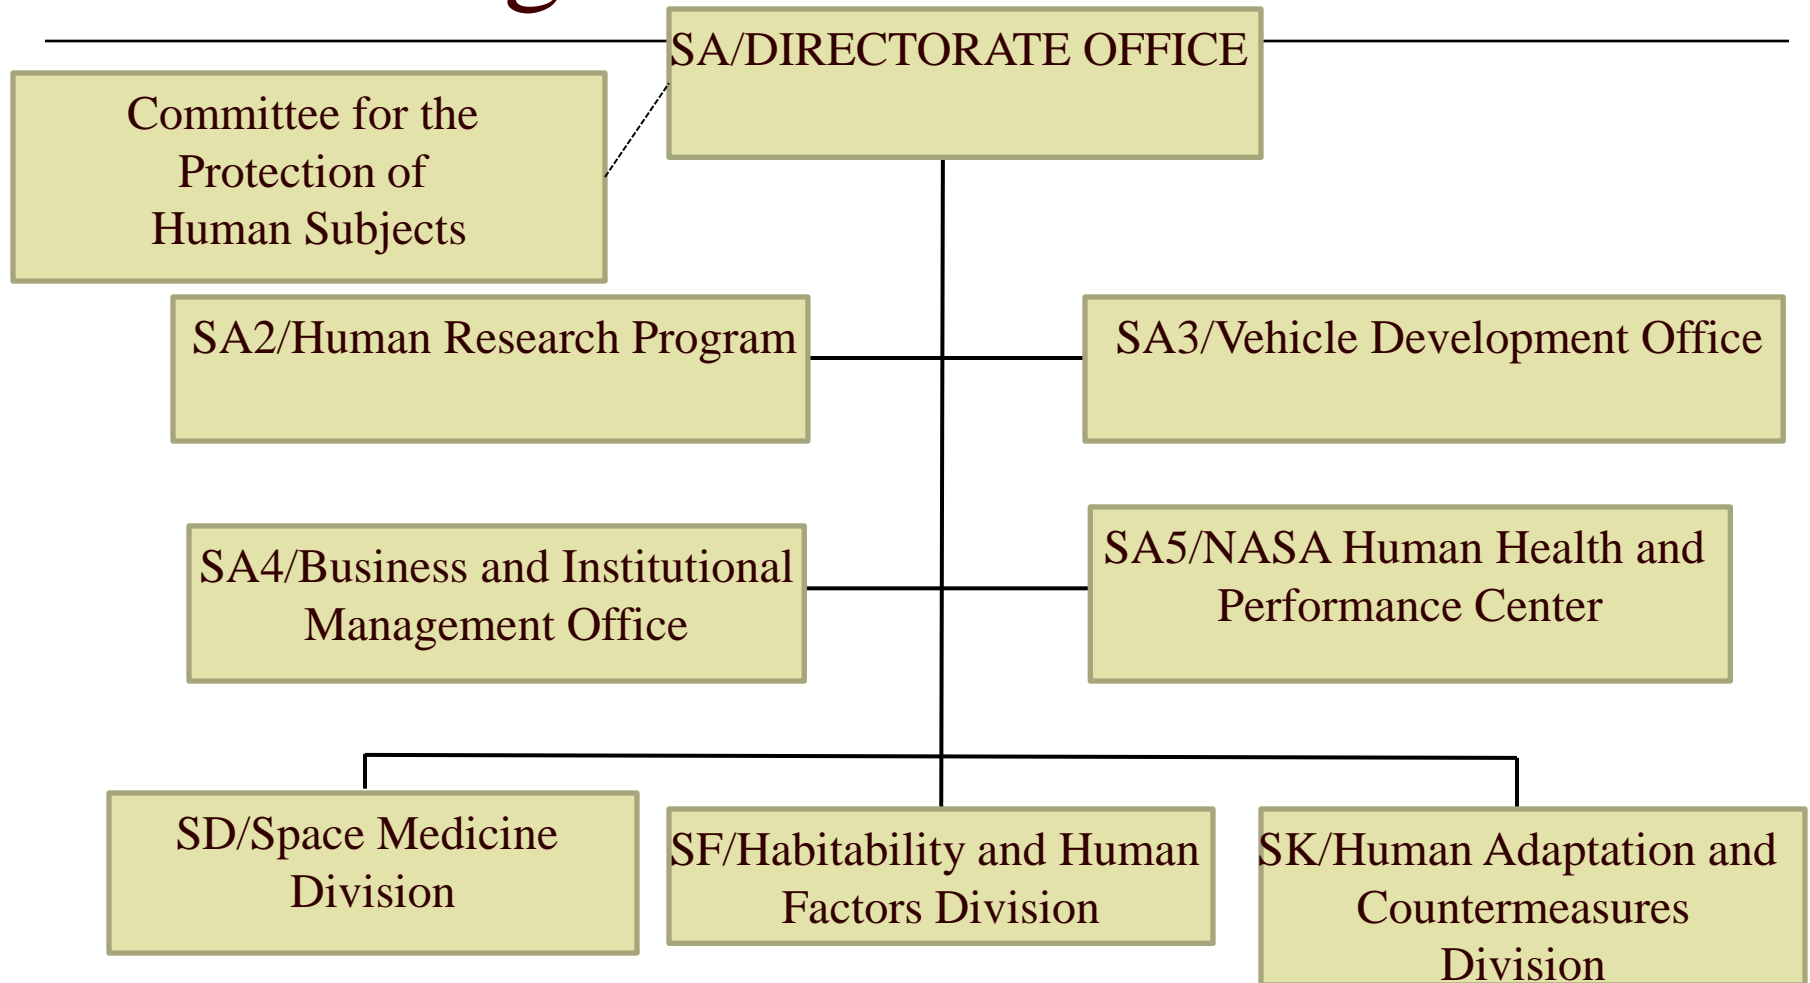 SA/DIRECTORATE OFFICE
Committee for the
Protection of
Human Subjects
SA2/Human Research Program
SA3/Vehicle Development Office
SA4/Business and Institutional
Management Office
SA5/NASA Human Health and
Performance Center
SD/Space Medicine
Division
SF/Habitability and Human
Factors Division
SK/Human Adaptation and
Countermeasures
Division